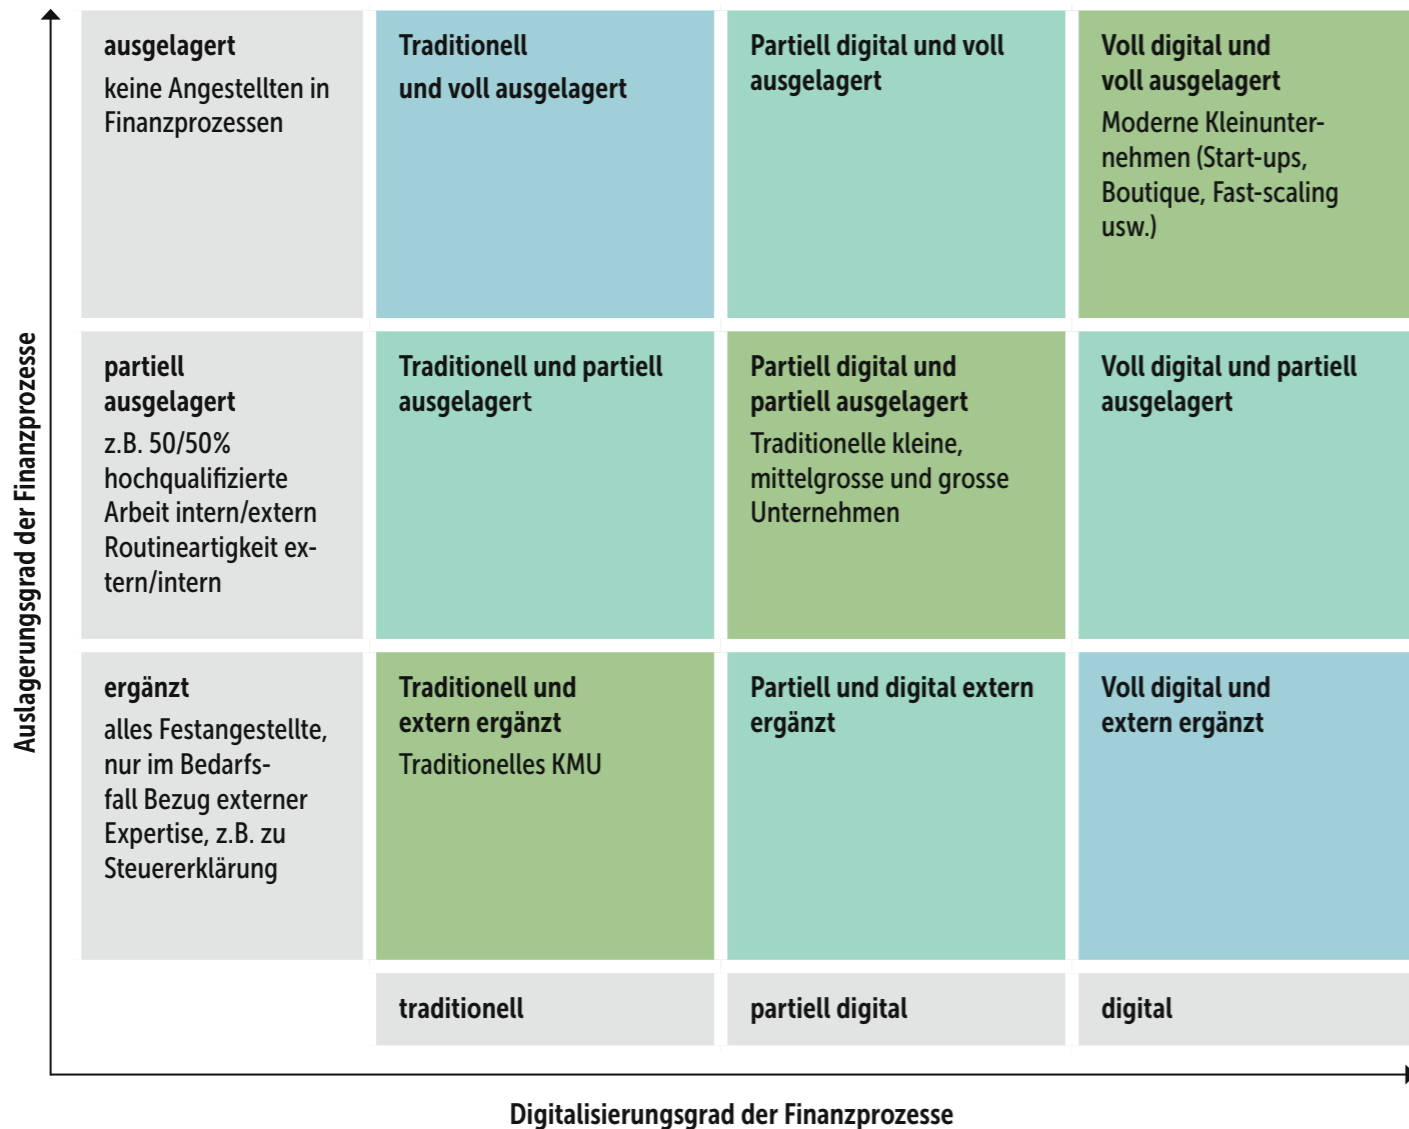 Auslagerungsgrad der Finanzprozesse
ausgelagert
keine Angestellten in
Finanzprozessen
Traditionell
und voll ausgelagert
Partiell digital und voll
ausgelagert
Voll digital und
voll ausgelagert
Moderne Kleinunter-
nehmen (Start-ups,
Boutique, Fast-scaling
usw.)
partiell
ausgelagert
z.B. 50/50%
hochqualifizierte
Arbeit intern/extern
Routineartigkeit ex-
tern/intern
Traditionell und partiell
ausgelagert
Partiell digital und
partiell ausgelagert
Traditionelle kleine,
mittelgrosse und grosse
Unternehmen
Voll digital und partiell
ausgelagert
ergänzt
alles Festangestellte,
nur im Bedarfs-
fall Bezug externer
Expertise, z.B. zu
Steuererklärung
Traditionell und
extern ergänzt
Traditionelles KMU
Partiell und digital extern
ergänzt
Voll digital und
extern ergänzt
traditionell
partiell digital
digital
Digitalisierungsgrad der Finanzprozesse